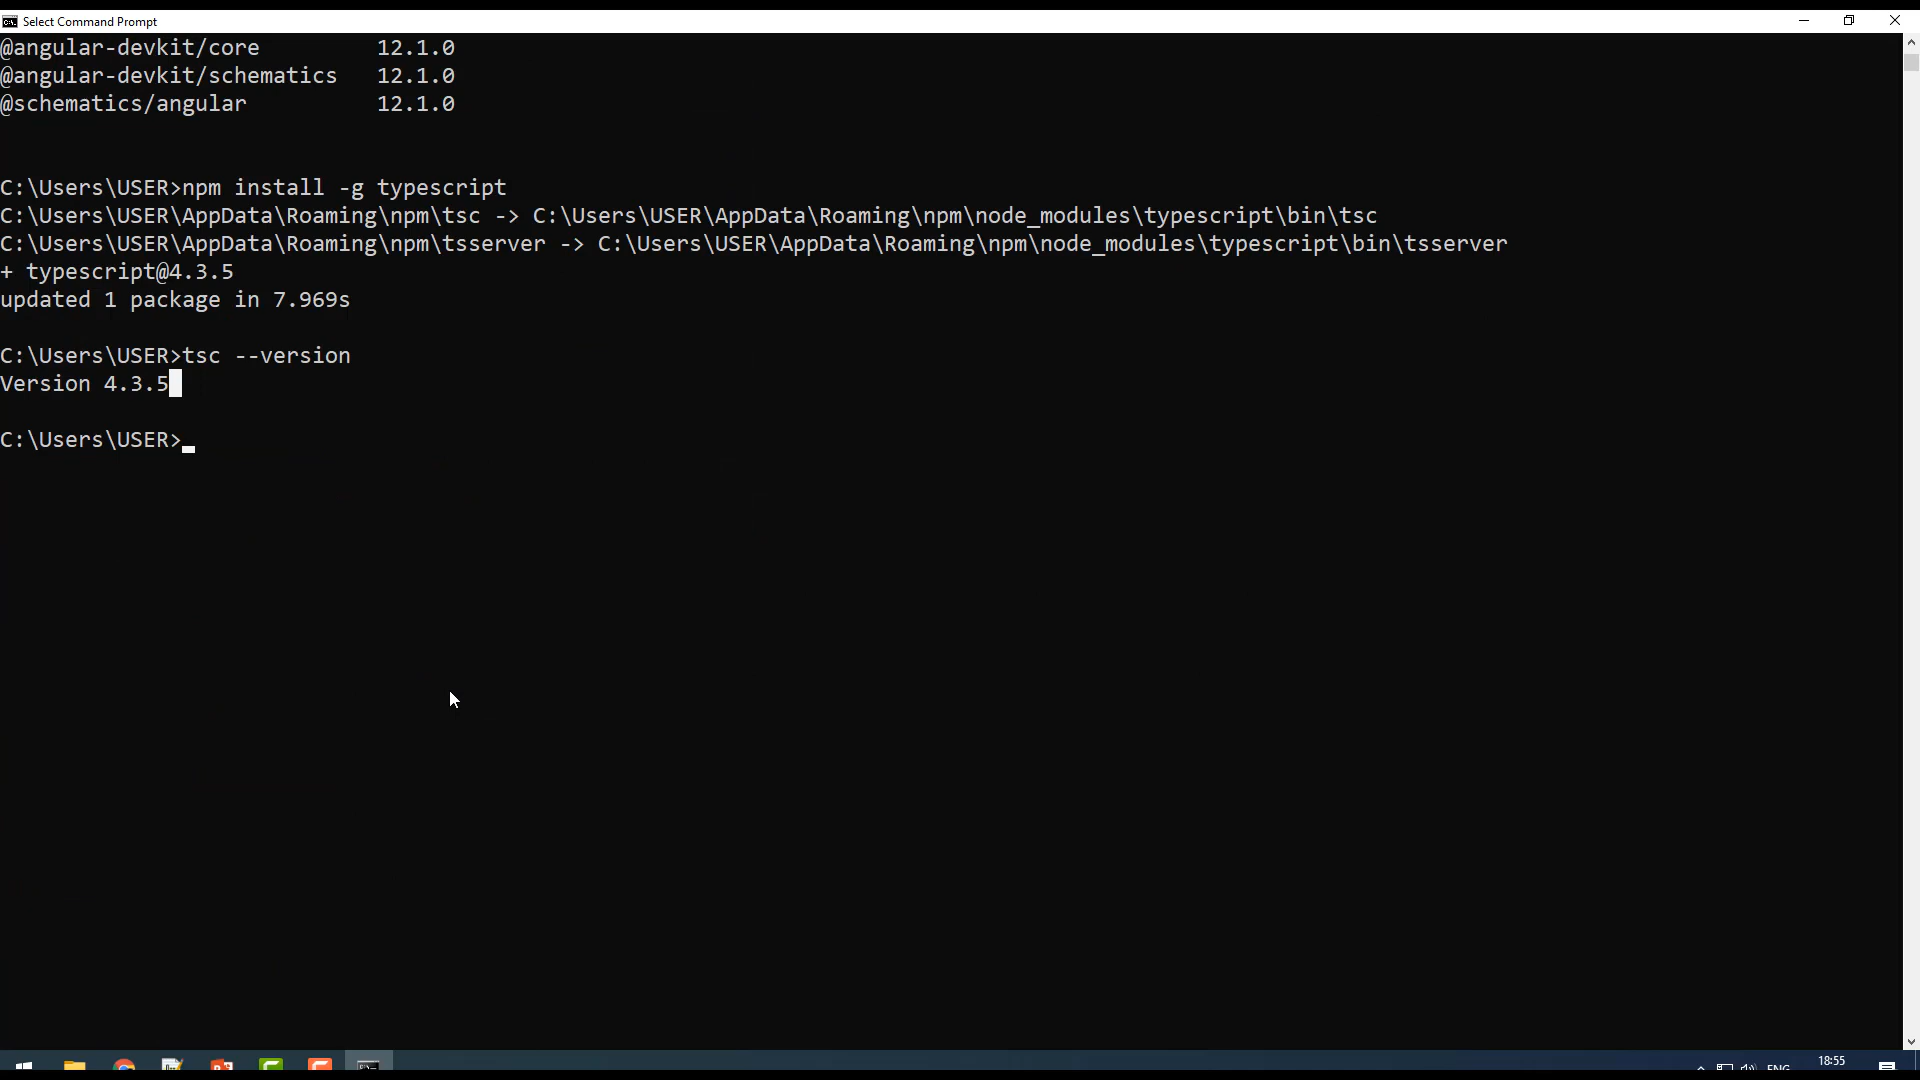 Select Command Prompt
@angular-devkit/core 12.1.0
@angular-devkit/schematics 12.1.0
@schematics/angular 12.1.0
C:\Users\USER>npm install -g typescript
C:\Users\USER\AppData\Roaming\npm\tsc -> C:\Users\USER\AppData\Roaming\npm\node_modules\typescript\bin\tsc
C:\Users\USER\AppData\Roaming\npm\tsserver -> C:\Users\USER\AppData\Roaming\npm\node_modules\typescript\bin\tsserver
+ typescript@4.3.5
updated 1 package in 7.969s
C:\Users\USER>tsc --version
Version 4.3.5
C:\Users\USER>
ENG
18:55